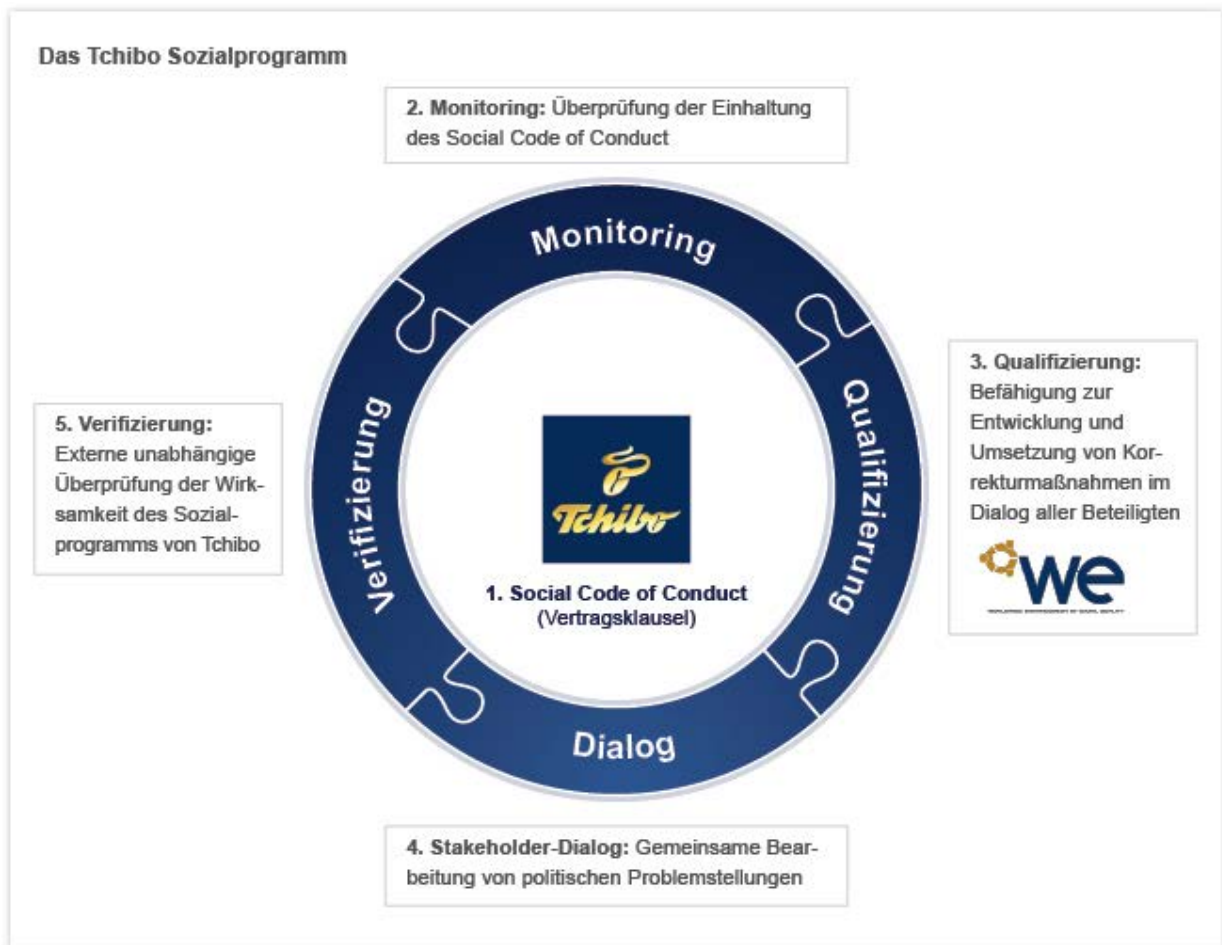 Das Tchibo Sozialprogramm
2. Monitoring: Überprüfung der Einhaltung
des Social Code of Conduct
Monitoring
Qualifizierung
Dialog
Verifizierung
Tchibo
1. Social Code of Conduct
(Vertragsklausel)
3. Qualifizierung:
Befähigung zur
Entwicklung und
Umsetzung von Kor-
rekturmaßnahmen im
Dialog aller Beteiligten
we
4. Stakeholder-Dialog: Gemeinsame Bear-
beitung von politischen Problemstellungen
5. Verifizierung:
Externe unabhängige
Überprüfung der Wirk-
samkeit des Sozial-
programms von Tchibo